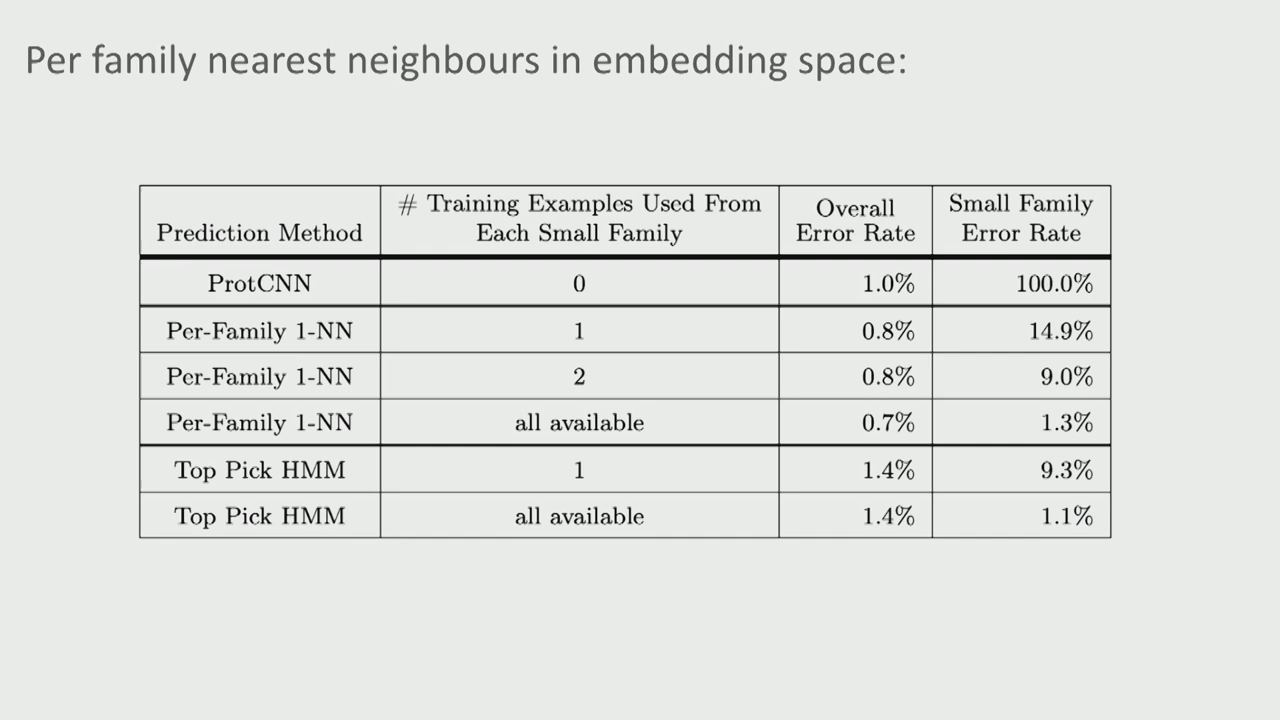 Per family nearest neighbours in embedding space:
Prediction Method | # Training Examples Used From Each Small Family | Overall Error Rate | Small Family Error Rate
ProtCNN | 0 | 1.0% | 100.0%
Per-Family 1-NN | 1 | 0.8% | 14.9%
Per-Family 1-NN | 2 | 0.8% | 9.0%
Per-Family 1-NN | all available | 0.7% | 1.3%
Top Pick HMM | 1 | 1.4% | 9.3%
Top Pick HMM | all available | 1.4% | 1.1%